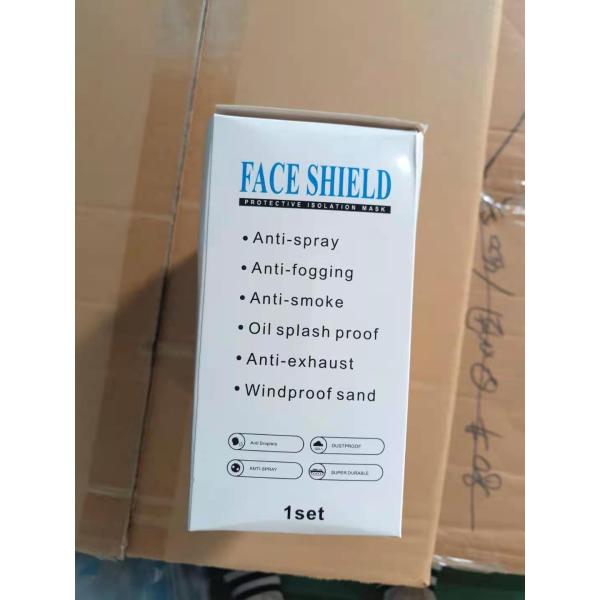 FACE SHIELD
PROTECTIVE ISOLATION MASK
• Anti-spray
• Anti-fogging
• Anti-smoke
• Oil splash proof
• Anti-exhaust
• Windproof sand
Anti Droplets
DUSTPROOF
ANTI-SPRAY
SUPER DURABLE
1set